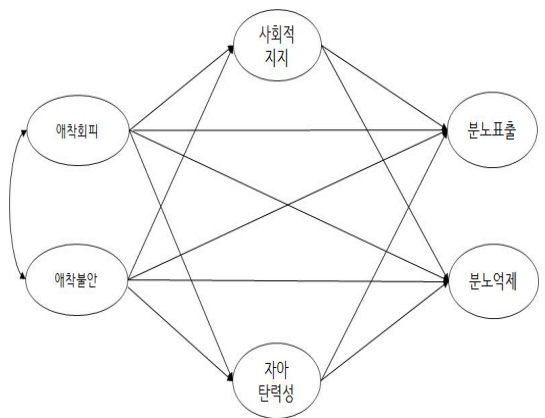 사회적
지지
애착회피
분노표출
애착불안
분노억제
자아
탄력성